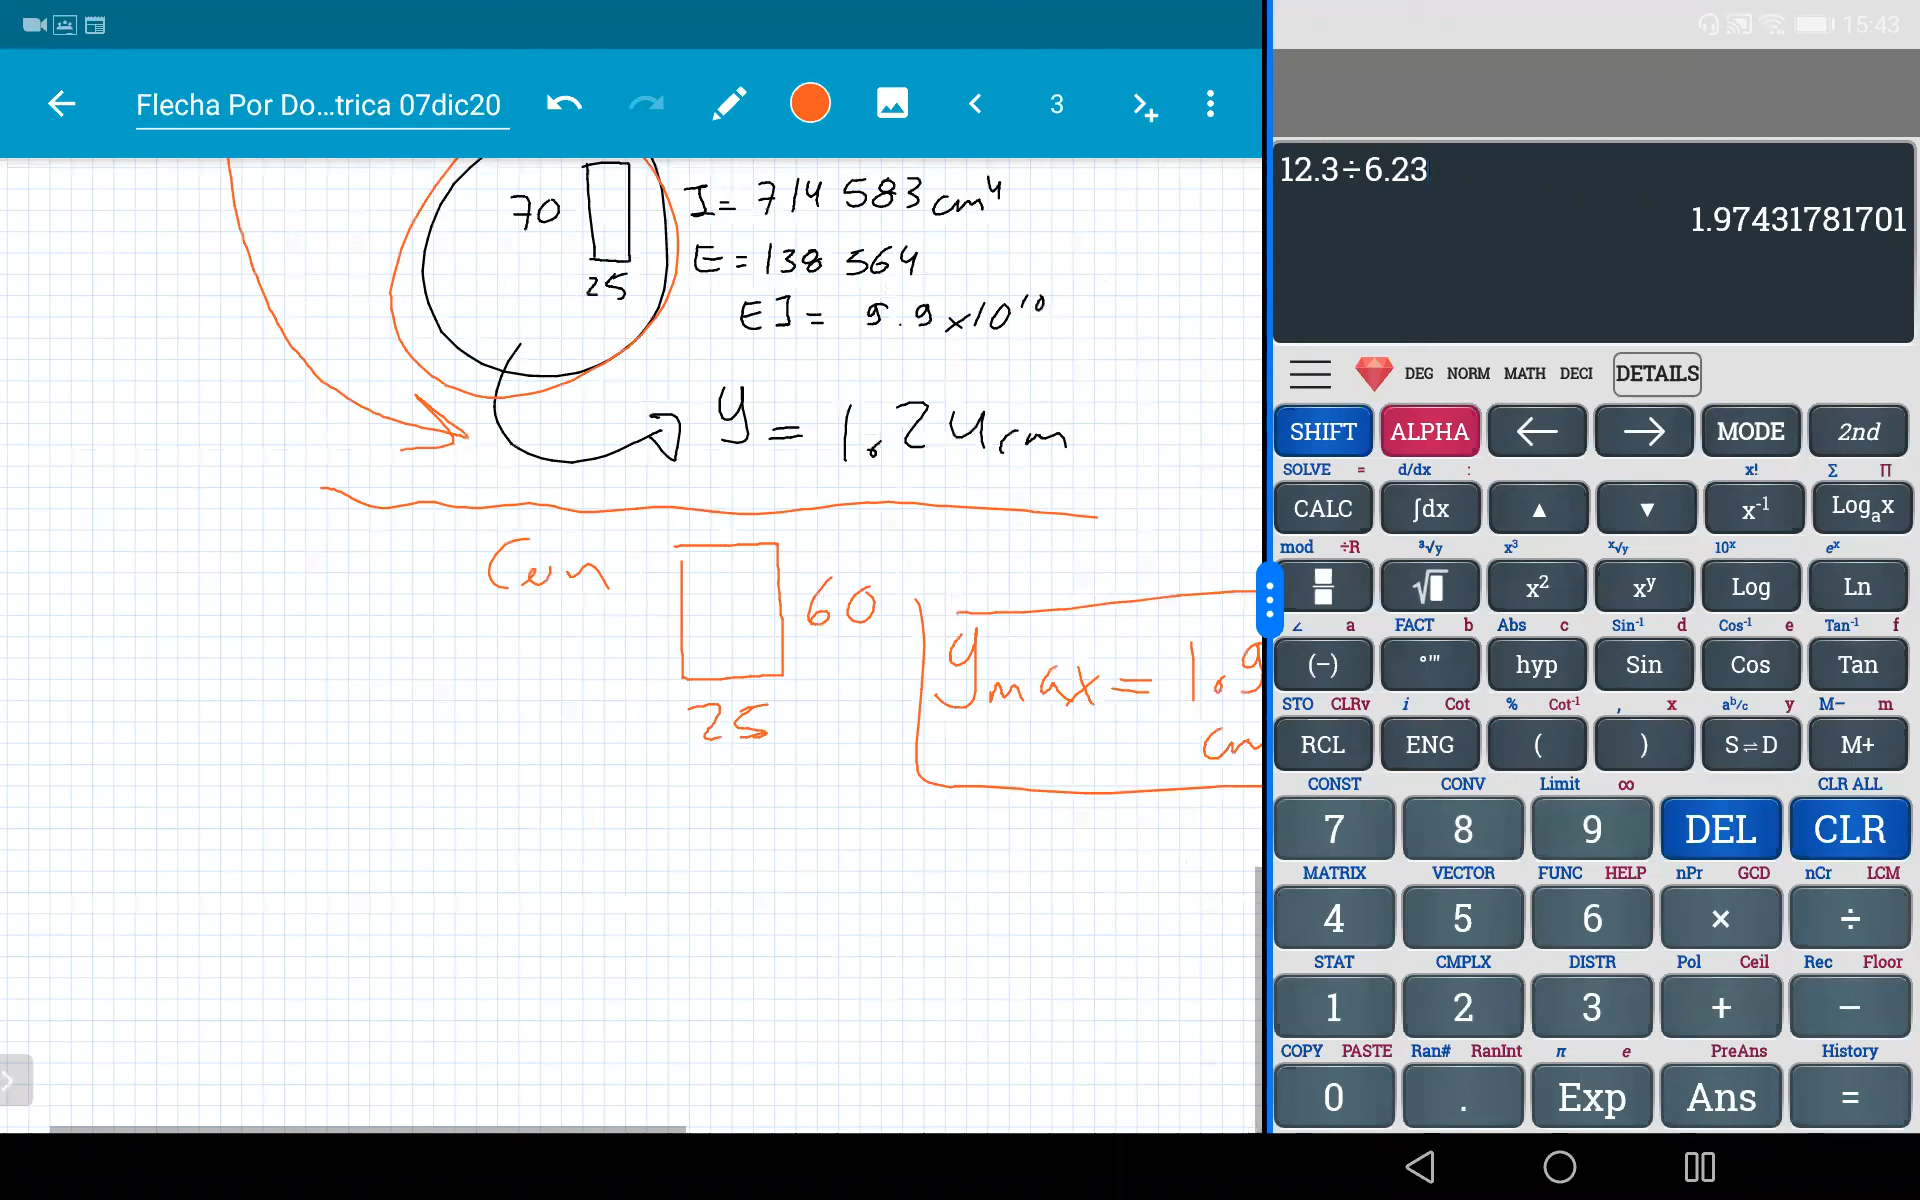 15:43
Flecha Por Do...trica 07dic20
3
70
25
I = 714 583 cm⁴
E = 138 564
EI = 9.9 x10¹⁰
y = 1.24 cm
Con
60
25
ymax = 1.9
cm
12.3÷6.23
1.97431781701
DEG NORM MATH DECI DETAILS
SHIFT ALPHA ← → MODE 2nd
SOLVE = d/dx : x! Σ Π
CALC ∫dx ▲ ▼ x⁻¹ Logₐx
mod ÷R ³√y x³ ˣ√y 10ˣ eˣ
√ x² xʸ Log Ln
∠ a FACT b Abs c Sin⁻¹ d Cos⁻¹ e Tan⁻¹ f
(−) °'" hyp Sin Cos Tan
STO CLRv i Cot % Cot⁻¹ , x aᵇ/c y M− m
RCL ENG ( ) S⇌D M+
CONST CONV Limit ∞ CLR ALL
7 8 9 DEL CLR
MATRIX VECTOR FUNC HELP nPr GCD nCr LCM
4 5 6 × ÷
STAT CMPLX DISTR Pol Ceil Rec Floor
1 2 3 + −
COPY PASTE Ran# RanInt π e PreAns History
0 . Exp Ans =